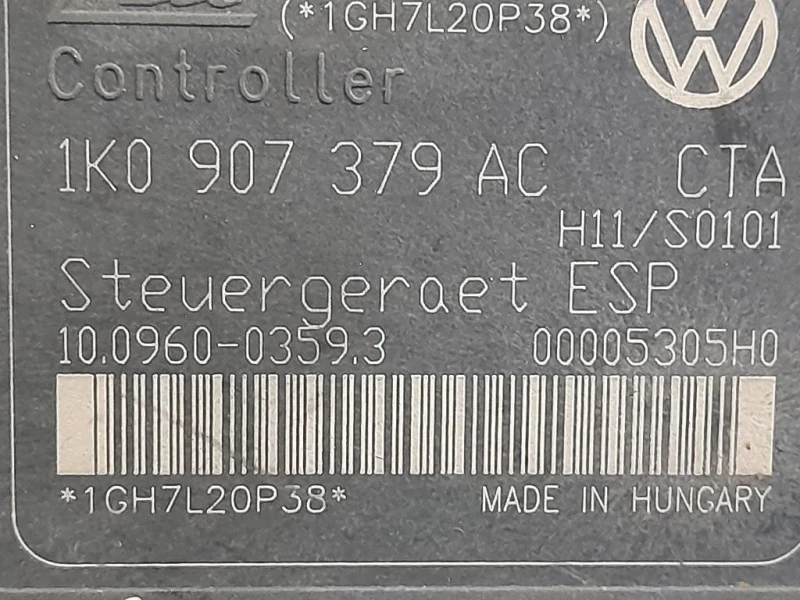 (*1GH7L20P38*)
Controller
1K0 907 379 AC CTA
H11/S0101
Steuergeraet ESP
10.0960-0359.3 00005305H0
*1GH7L20P38* MADE IN HUNGARY